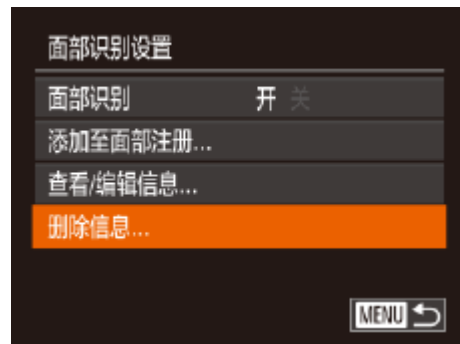 面部识别设置
面部识别 开 关
添加至面部注册...
查看/编辑信息...
删除信息...
MENU